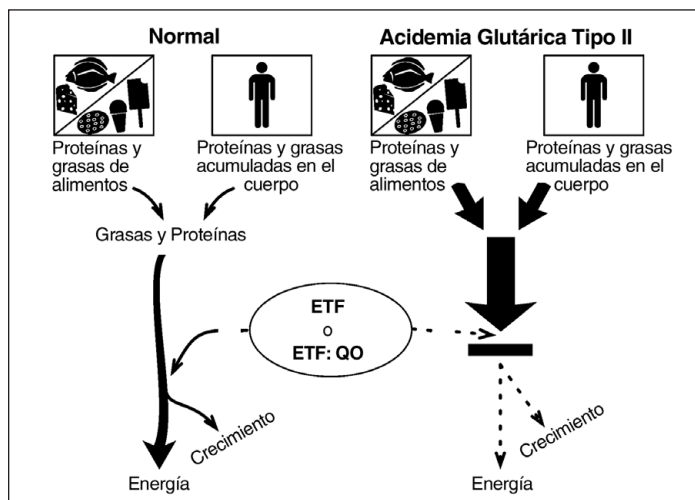 Normal
Acidemia Glutárica Tipo II
Proteínas y
grasas de
alimentos
Proteínas y grasas
acumuladas en el
cuerpo
Proteínas y
grasas de
alimentos
Proteínas y grasas
acumuladas en el
cuerpo
Grasas y Proteínas
ETF
o
ETF: QO
Crecimiento
Energía
Crecimiento
Energía